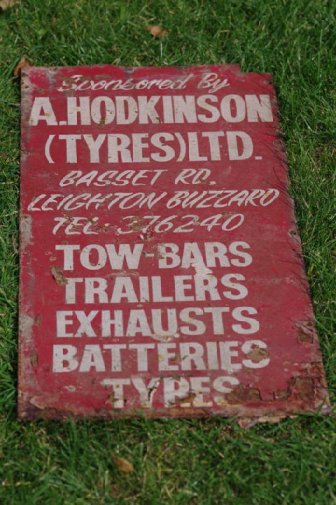 Sponsored By
A.HODKINSON
(TYRES)LTD.
BASSET RD.
LEIGHTON BUZZARD
TEL 376240
TOW-BARS
TRAILERS
EXHAUSTS
BATTERIES
TYRES